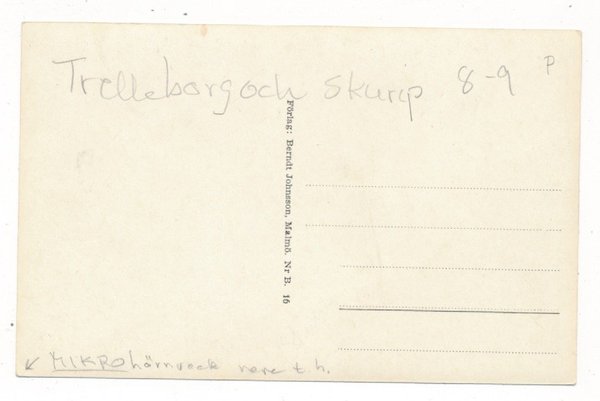 Trelleborg och Skurup 8-9 P
Förlag: Berndt Johnsson, Malmö. Nr B. 16
↙ MIKRO hörnveck nere t.h.